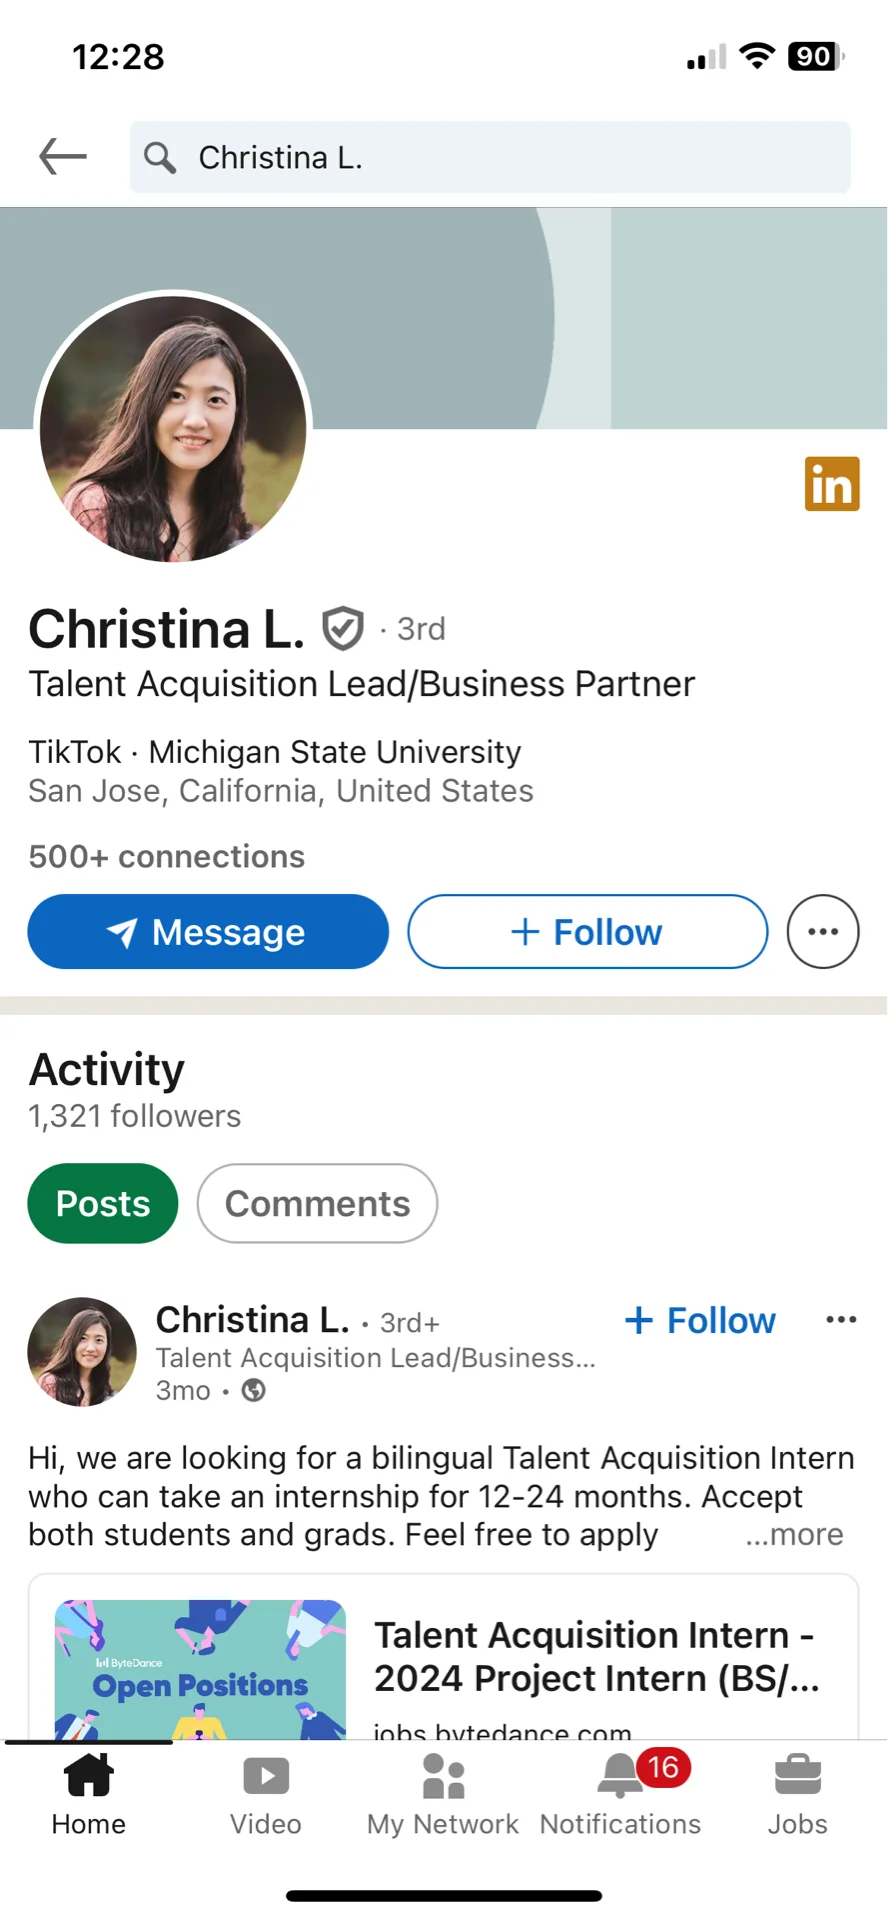 12:28
90
Christina L.
in
Christina L. · 3rd
Talent Acquisition Lead/Business Partner
TikTok · Michigan State University
San Jose, California, United States
500+ connections
Message
+ Follow
Activity
1,321 followers
Posts
Comments
Christina L. • 3rd+
+ Follow
Talent Acquisition Lead/Business...
3mo •
Hi, we are looking for a bilingual Talent Acquisition Intern
who can take an internship for 12-24 months. Accept
both students and grads. Feel free to apply ...more
ByteDance
Open Positions
Talent Acquisition Intern -
2024 Project Intern (BS/...
jobs.bytedance.com
16
Home
Video
My Network
Notifications
Jobs